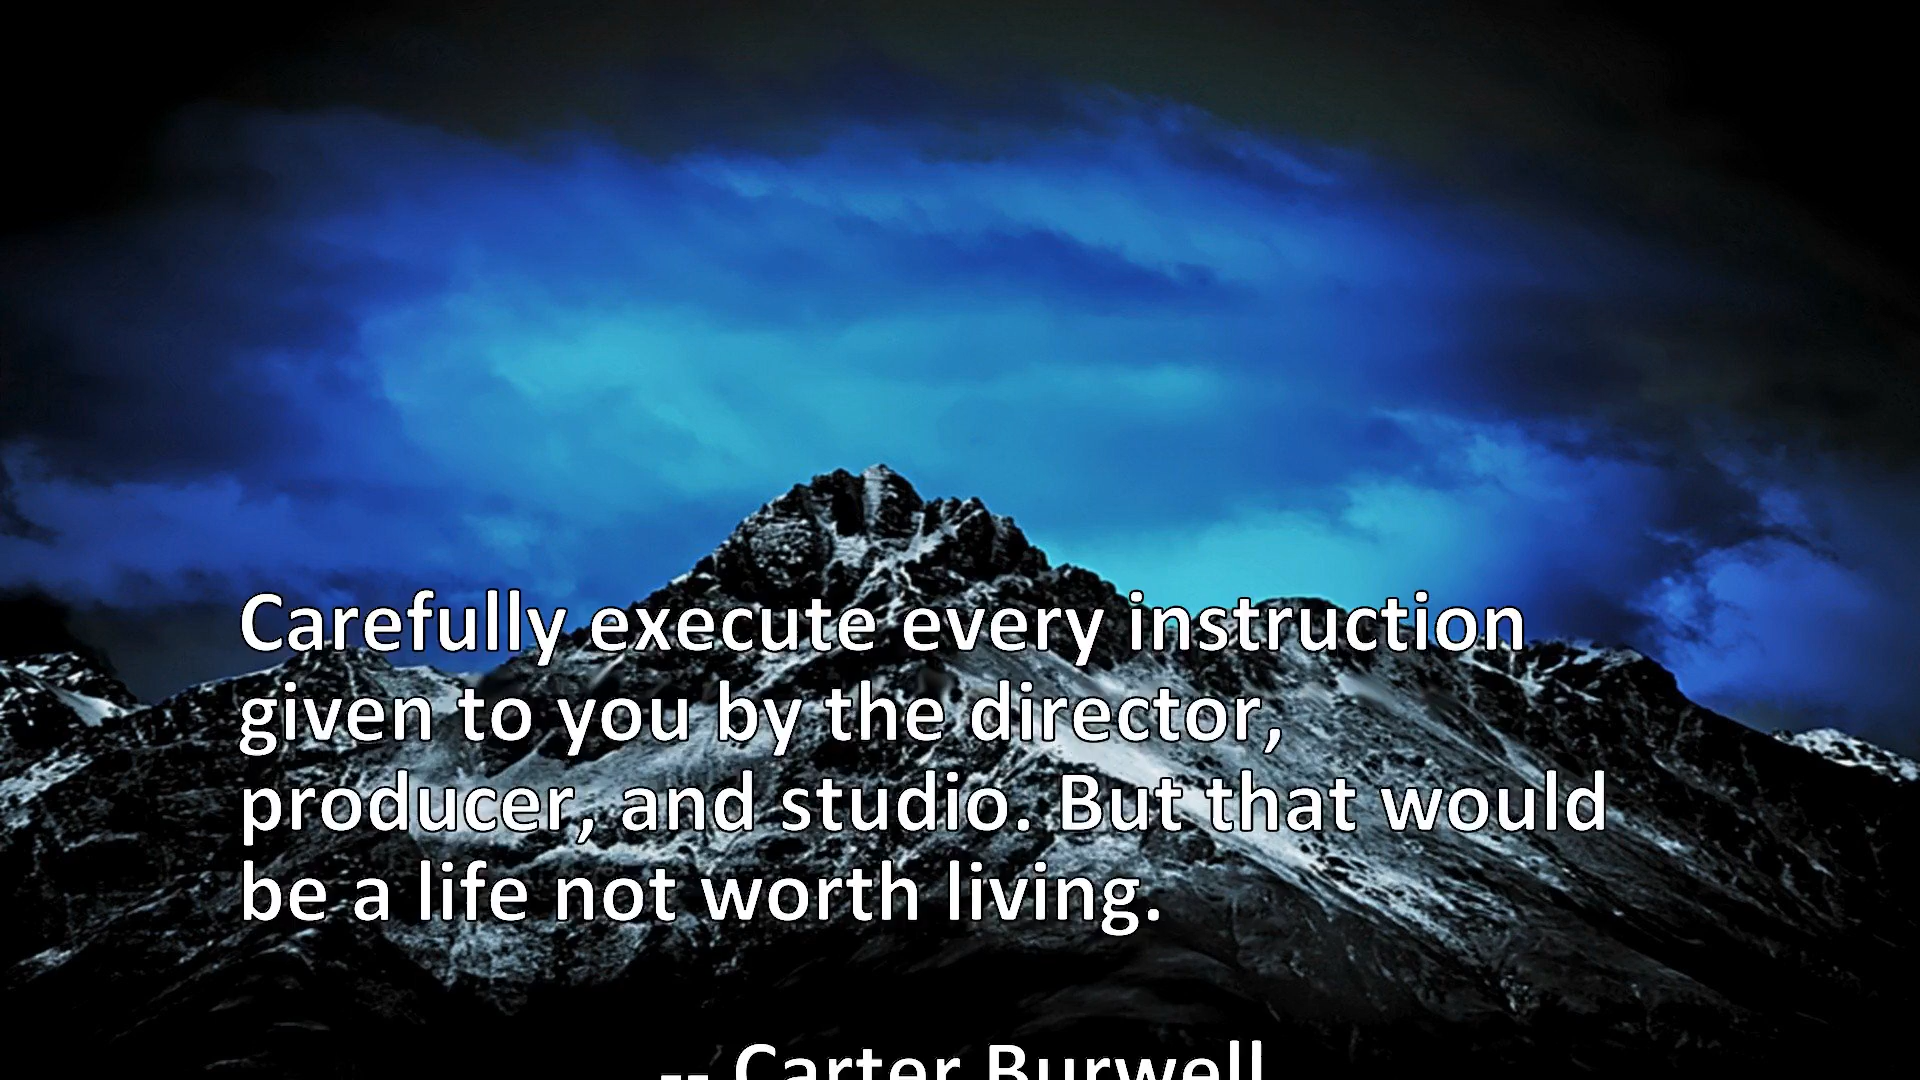 Carefully execute every instruction
given to you by the director,
producer, and studio. But that would
be a life not worth living.
-- Carter Burwell